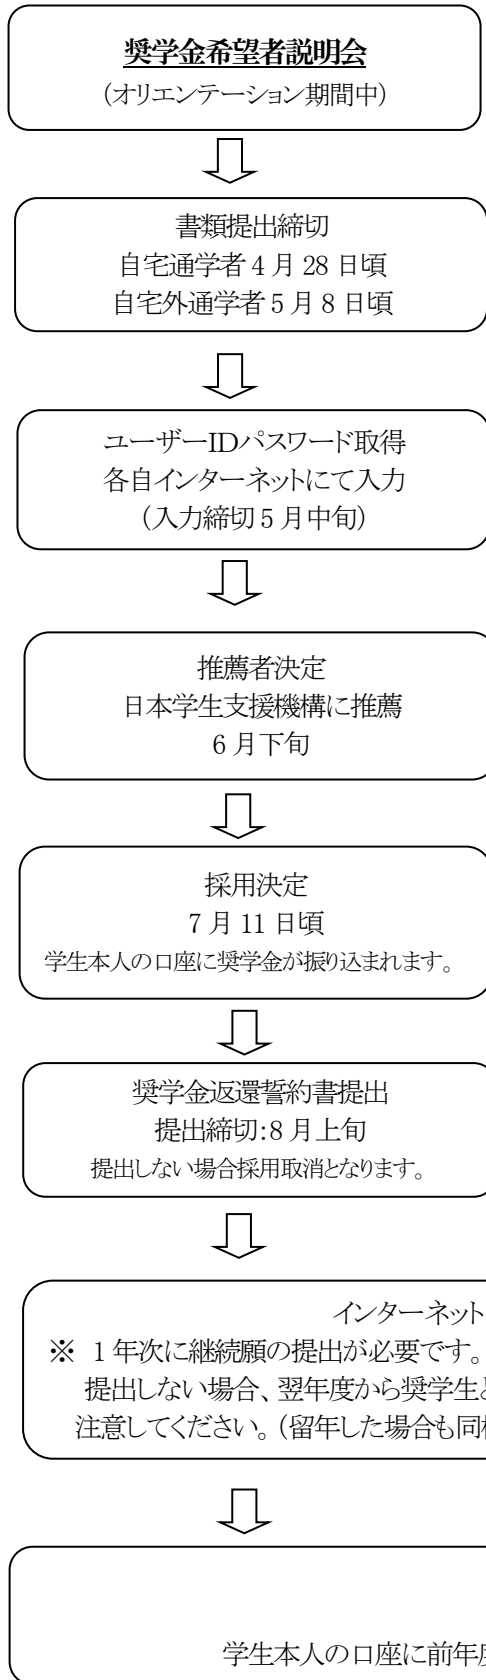 奨学金希望者説明会
（オリエンテーション期間中）
書類提出締切
自宅通学者 4 月 28 日頃
自宅外通学者 5 月 8 日頃
ユーザーIDパスワード取得
各自インターネットにて入力
（入力締切 5 月中旬）
推薦者決定
日本学生支援機構に推薦
6 月下旬
採用決定
7 月 11 日頃
学生本人の口座に奨学金が振り込まれます。
奨学金返還誓約書提出
提出締切:8 月上旬
提出しない場合採用取消となります。
インターネット
※ 1 年次に継続願の提出が必要です。
提出しない場合、翌年度から奨学生と
注意してください。（留年した場合も同
学生本人の口座に前年